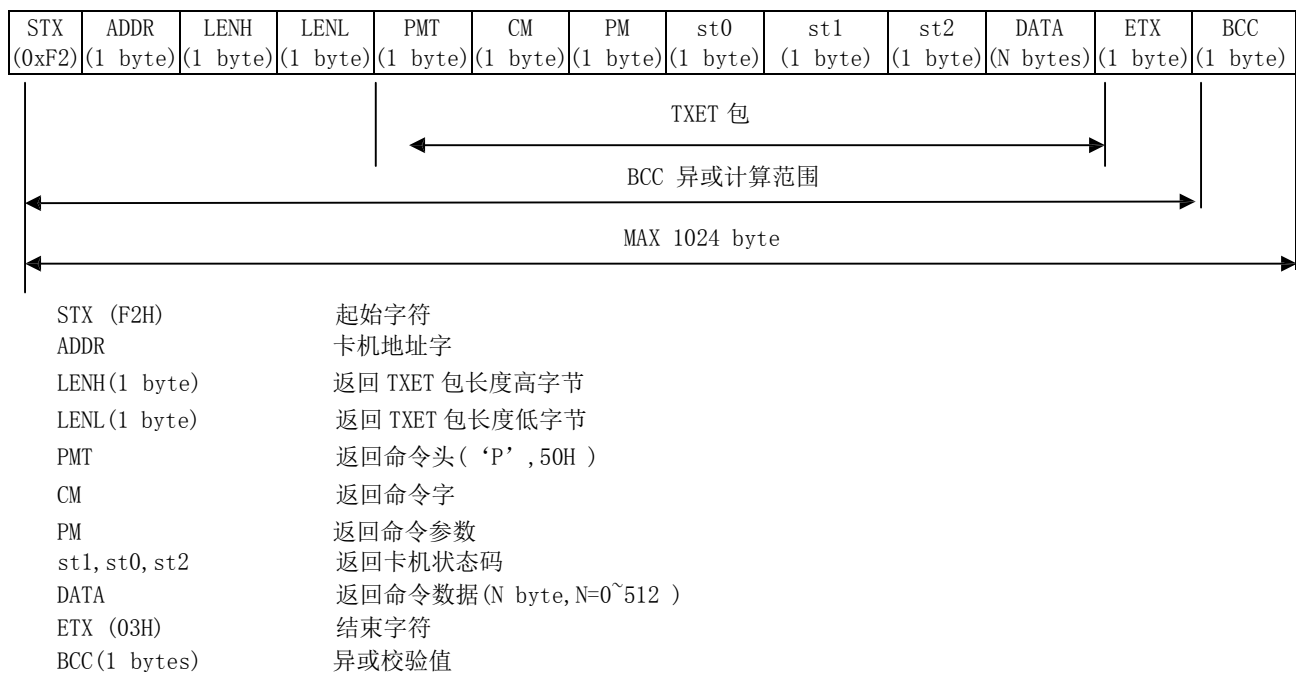 STX ADDR LENH LENL PMT CM PM st0 st1 st2 DATA ETX BCC
(0xF2) (1 byte) (1 byte) (1 byte) (1 byte) (1 byte) (1 byte) (1 byte) (1 byte) (1 byte) (N bytes) (1 byte) (1 byte)
TXET 包
BCC 异或计算范围
MAX 1024 byte
STX (F2H) 起始字符
ADDR 卡机地址字
LENH(1 byte) 返回 TXET 包长度高字节
LENL(1 byte) 返回 TXET 包长度低字节
PMT 返回命令头(‘P’,50H )
CM 返回命令字
PM 返回命令参数
st1,st0,st2 返回卡机状态码
DATA 返回命令数据(N byte,N=0~512 )
ETX (03H) 结束字符
BCC(1 bytes) 异或校验值